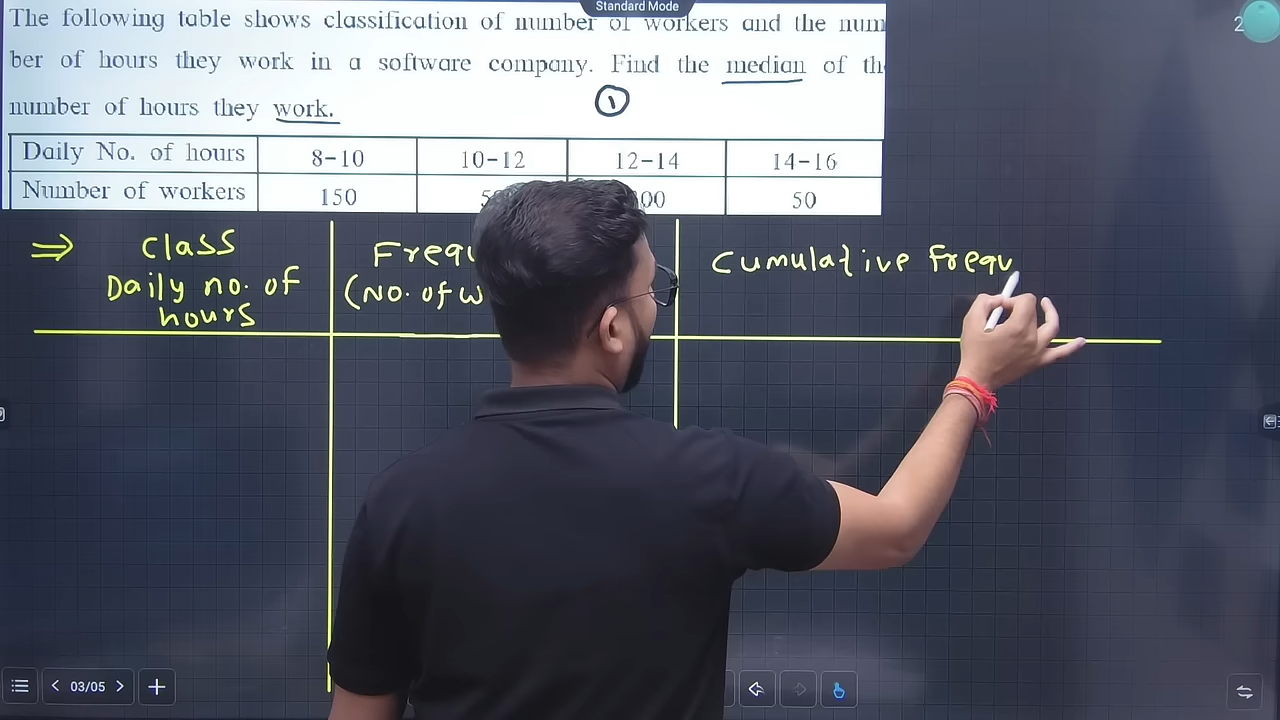 Standard Mode
The following table shows classification of number of workers and the num
ber of hours they work in a software company. Find the median of the
number of hours they work.
1
Daily No. of hours 8-10 10-12 12-14 14-16
Number of workers 150 50
⇒ Class
Daily no. of
hours
(No. of w
Cumulative Frequ
03/05